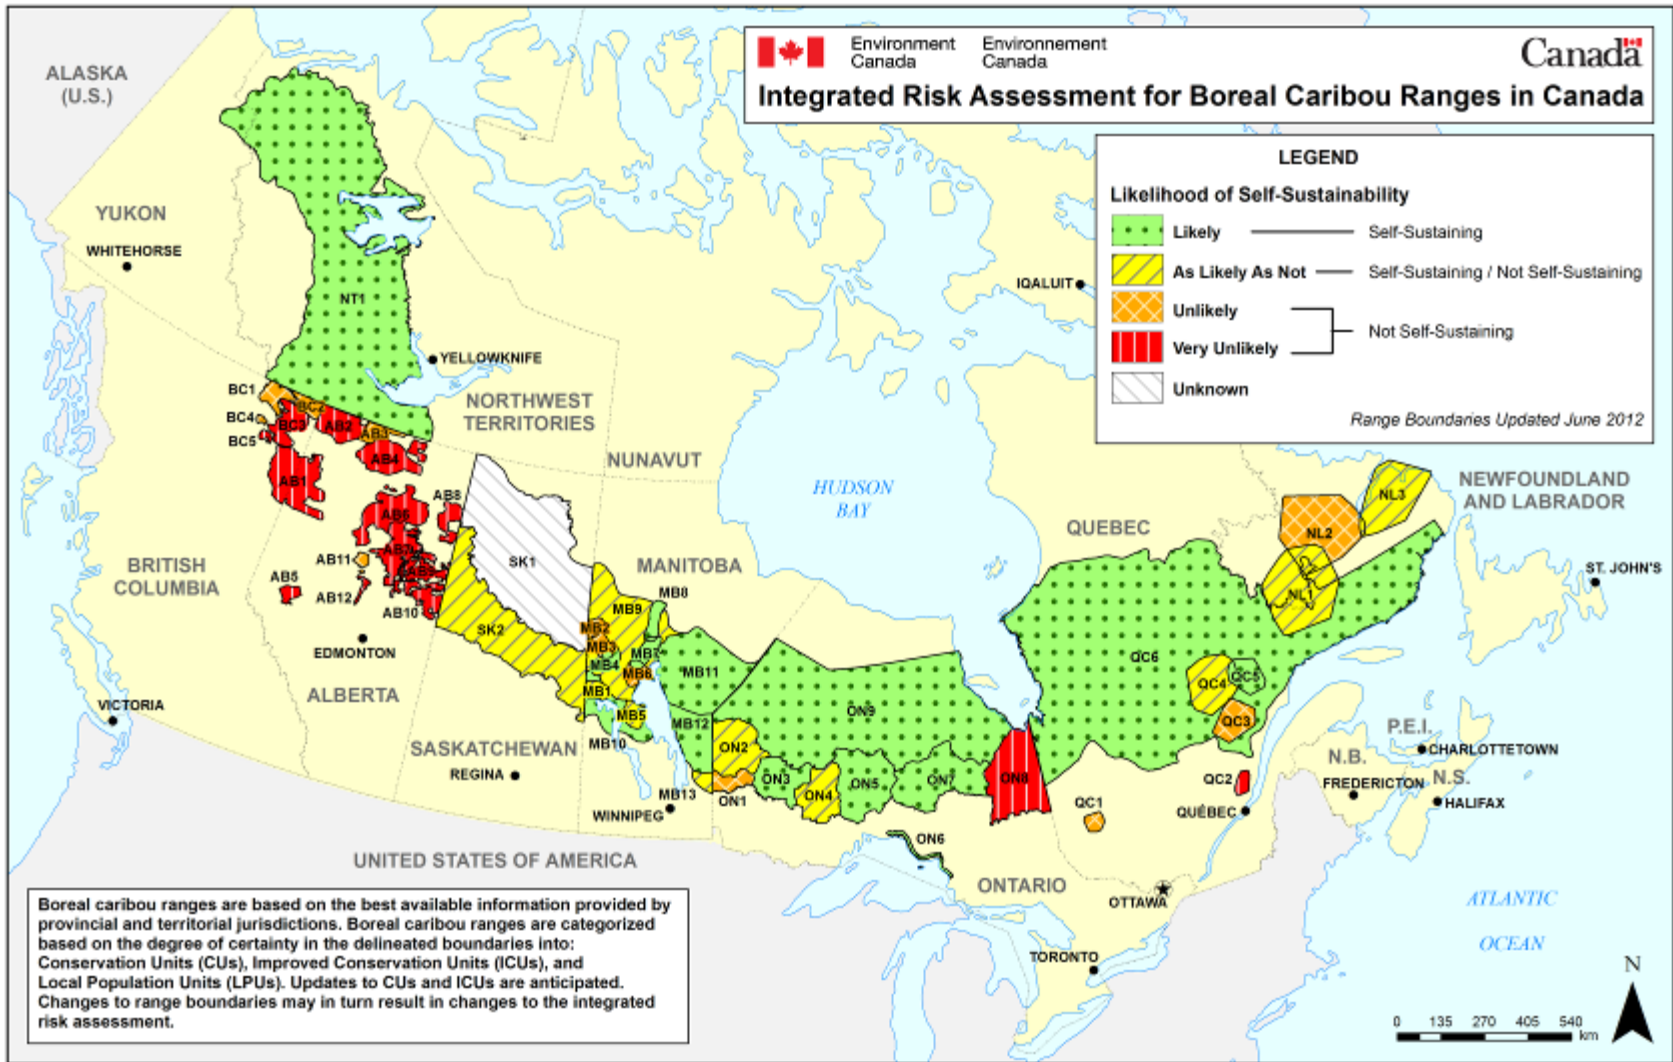 Environment Canada
Environnement Canada
Canada
Integrated Risk Assessment for Boreal Caribou Ranges in Canada
LEGEND
Likelihood of Self-Sustainability
Likely Self-Sustaining
As Likely As Not Self-Sustaining / Not Self-Sustaining
Unlikely
Not Self-Sustaining
Very Unlikely
Unknown
Range Boundaries Updated June 2012
ALASKA
(U.S.)
YUKON
WHITEHORSE
IQALUIT
NT1
YELLOWKNIFE
NORTHWEST
TERRITORIES
NUNAVUT
BC1
BC2
BC4
BC3
BC5
AB2
AB3
AB4
AB1
AB8
AB6
AB7
AB9
AB11
AB5
AB12
AB10
BRITISH
COLUMBIA
EDMONTON
ALBERTA
VICTORIA
SK1
SK2
SASKATCHEWAN
REGINA
MANITOBA
MB8
MB9
MB2
MB3
MB7
MB4
MB6
MB11
MB1
MB5
MB12
MB10
MB13
WINNIPEG
HUDSON
BAY
ON9
ON2
ON3
ON5
ON7
ON8
ON4
ON1
ON6
ONTARIO
OTTAWA
TORONTO
QUEBEC
QC6
QC5
QC4
QC3
QC2
QC1
QUÉBEC
NL3
NL2
NL1
NEWFOUNDLAND
AND LABRADOR
ST. JOHN'S
P.E.I.
CHARLOTTETOWN
N.B.
FREDERICTON
N.S.
HALIFAX
UNITED STATES OF AMERICA
ATLANTIC
OCEAN
Boreal caribou ranges are based on the best available information provided by
provincial and territorial jurisdictions. Boreal caribou ranges are categorized
based on the degree of certainty in the delineated boundaries into:
Conservation Units (CUs), Improved Conservation Units (ICUs), and
Local Population Units (LPUs). Updates to CUs and ICUs are anticipated.
Changes to range boundaries may in turn result in changes to the integrated
risk assessment.
N
0 135 270 405 540
km